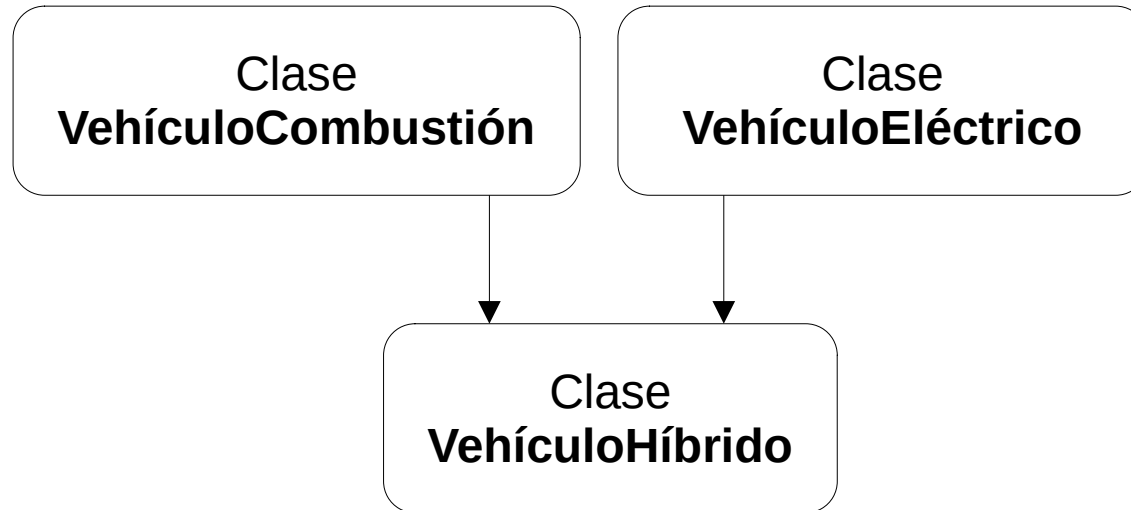 Clase
VehículoCombustión
Clase
VehículoEléctrico
Clase
VehículoHíbrido